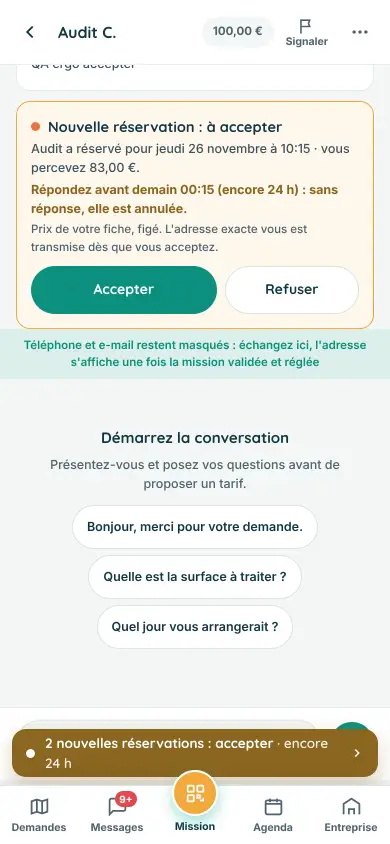 Audit C.
100,00 €
Signaler
QA ergo accepter
Nouvelle réservation : à accepter
Audit a réservé pour jeudi 26 novembre à 10:15 · vous
percevez 83,00 €.
Répondez avant demain 00:15 (encore 24 h) : sans
réponse, elle est annulée.
Prix de votre fiche, figé. L'adresse exacte vous est
transmise dès que vous acceptez.
Accepter
Refuser
Téléphone et e-mail restent masqués : échangez ici, l'adresse
s'affiche une fois la mission validée et réglée
Démarrez la conversation
Présentez-vous et posez vos questions avant de
proposer un tarif.
Bonjour, merci pour votre demande.
Quelle est la surface à traiter ?
Quel jour vous arrangerait ?
2 nouvelles réservations : accepter · encore
24 h
9+
Demandes
Messages
Mission
Agenda
Entreprise